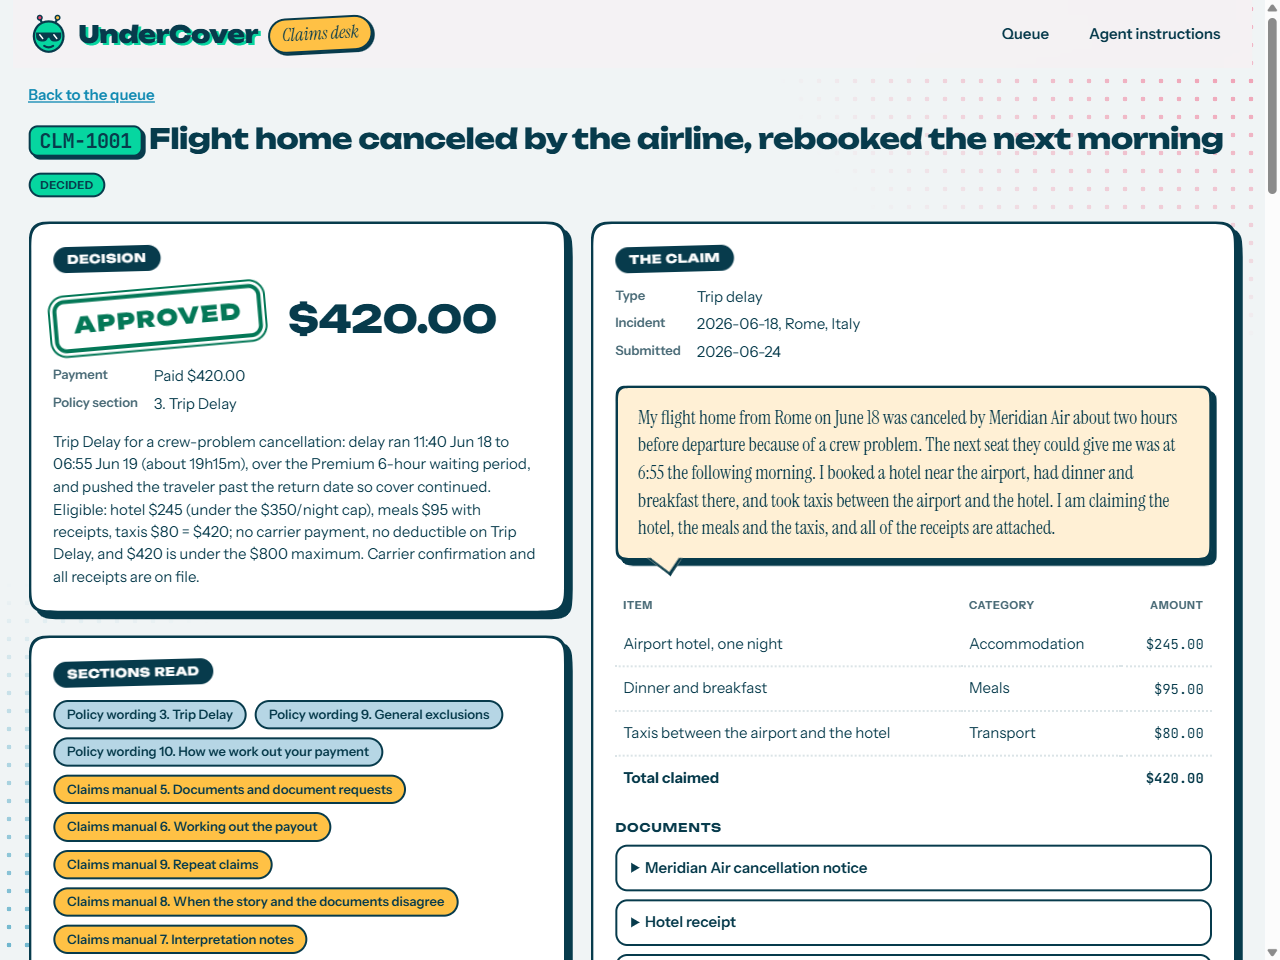 UnderCover
Claims desk
Queue
Agent instructions
Back to the queue
CLM-1001 Flight home canceled by the airline, rebooked the next morning
DECIDED
DECISION
APPROVED
$420.00
Payment Paid $420.00
Policy section 3. Trip Delay
Trip Delay for a crew-problem cancellation: delay ran 11:40 Jun 18 to
06:55 Jun 19 (about 19h15m), over the Premium 6-hour waiting period,
and pushed the traveler past the return date so cover continued.
Eligible: hotel $245 (under the $350/night cap), meals $95 with
receipts, taxis $80 = $420; no carrier payment, no deductible on Trip
Delay, and $420 is under the $800 maximum. Carrier confirmation and
all receipts are on file.
SECTIONS READ
Policy wording 3. Trip Delay
Policy wording 9. General exclusions
Policy wording 10. How we work out your payment
Claims manual 5. Documents and document requests
Claims manual 6. Working out the payout
Claims manual 9. Repeat claims
Claims manual 8. When the story and the documents disagree
Claims manual 7. Interpretation notes
THE CLAIM
Type Trip delay
Incident 2026-06-18, Rome, Italy
Submitted 2026-06-24
My flight home from Rome on June 18 was canceled by Meridian Air about two hours
before departure because of a crew problem. The next seat they could give me was at
6:55 the following morning. I booked a hotel near the airport, had dinner and
breakfast there, and took taxis between the airport and the hotel. I am claiming the
hotel, the meals and the taxis, and all of the receipts are attached.
ITEM CATEGORY AMOUNT
Airport hotel, one night Accommodation $245.00
Dinner and breakfast Meals $95.00
Taxis between the airport and the hotel Transport $80.00
Total claimed $420.00
DOCUMENTS
Meridian Air cancellation notice
Hotel receipt